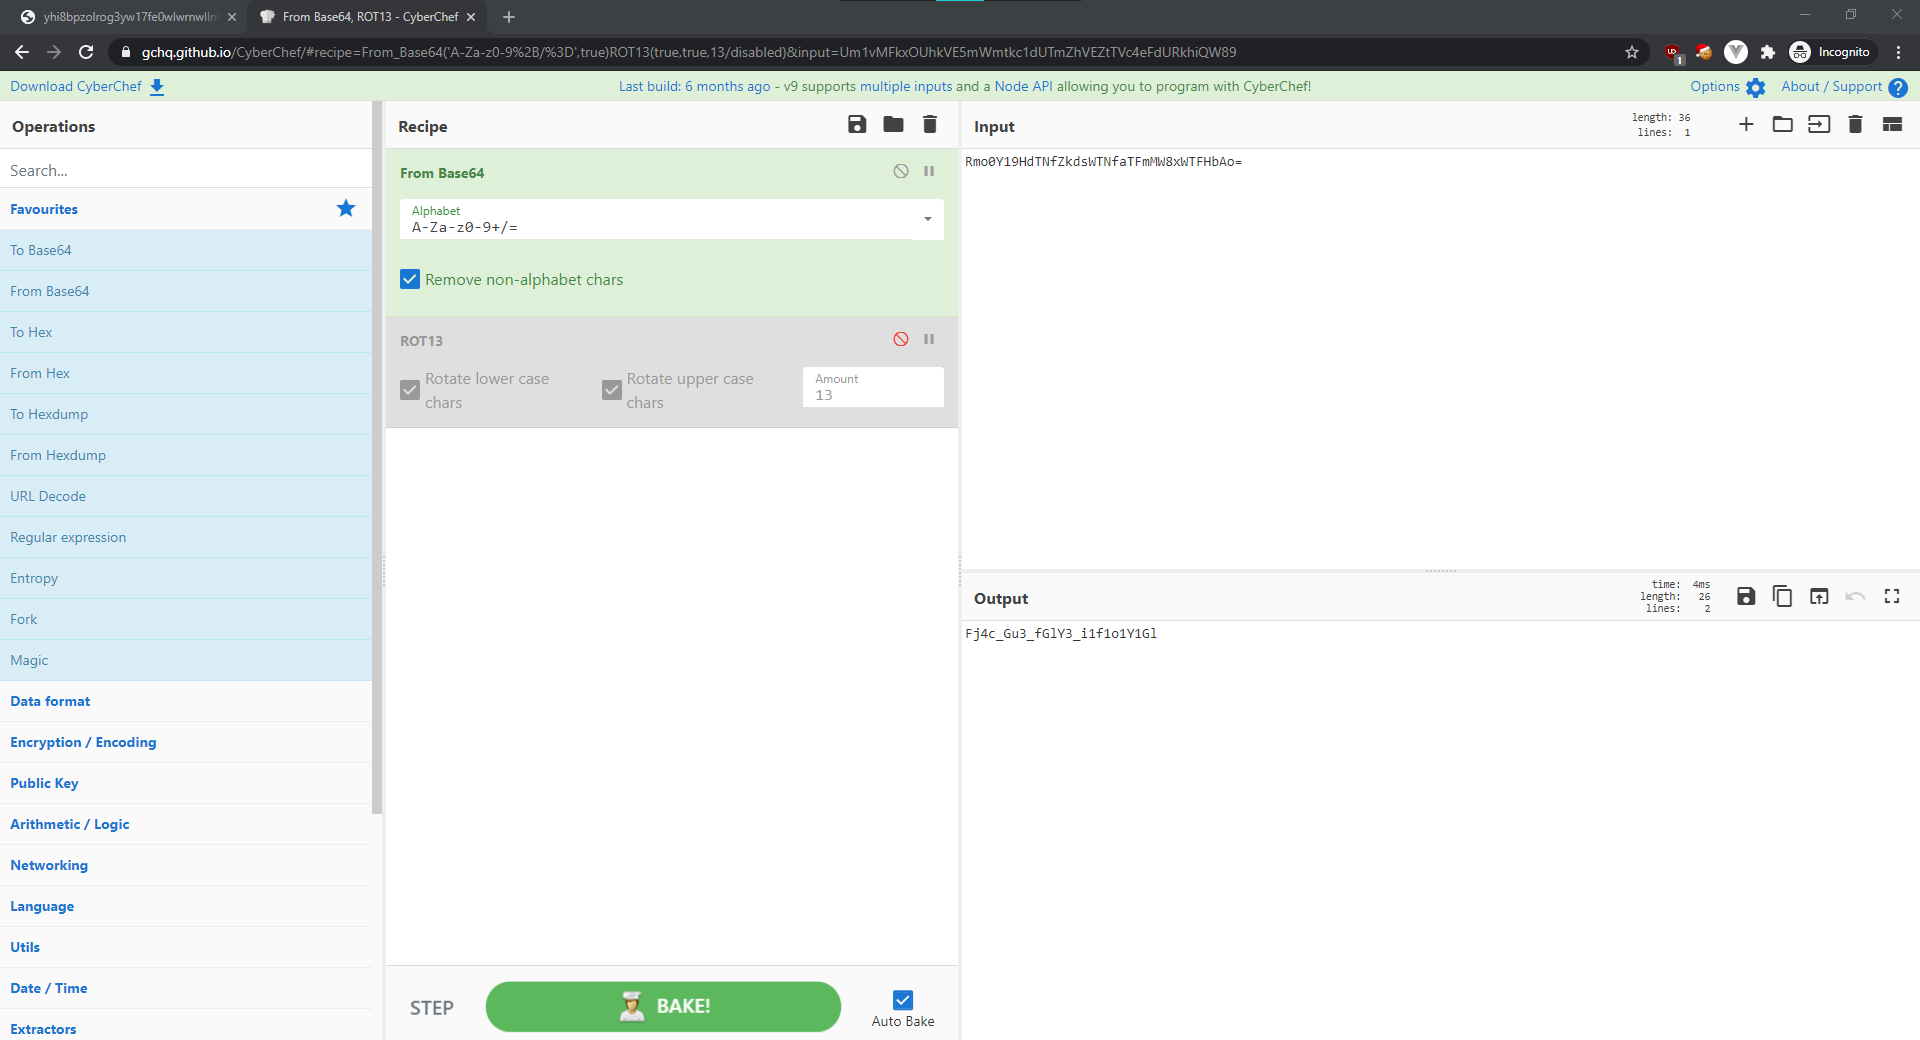 yhi8bpzolrog3yw17fe0wlwrnwlln
From Base64, ROT13 - CyberChef
gchq.github.io/CyberChef/#recipe=From_Base64('A-Za-z0-9%2B/%3D',true)ROT13(true,true,13/disabled)&input=Um1vMFkxOUhkVE5mWmtkc1dUTmZhVEZtTVc4eFdURkhiQW89
1
Incognito
Download CyberChef
Last build: 6 months ago - v9 supports multiple inputs and a Node API allowing you to program with CyberChef!
Options
About / Support
Operations
Search...
Favourites
To Base64
From Base64
To Hex
From Hex
To Hexdump
From Hexdump
URL Decode
Regular expression
Entropy
Fork
Magic
Data format
Encryption / Encoding
Public Key
Arithmetic / Logic
Networking
Language
Utils
Date / Time
Extractors
Recipe
From Base64
Alphabet
A-Za-z0-9+/=
Remove non-alphabet chars
ROT13
Rotate lower case chars
Rotate upper case chars
Amount
13
STEP
BAKE!
Auto Bake
Input
length: 36
lines: 1
Rmo0Y19HdTNfZkdsWTNfaTFmMW8xWTFHbAo=
Output
time: 4ms
length: 26
lines: 2
Fj4c_Gu3_fGlY3_i1f1o1Y1Gl